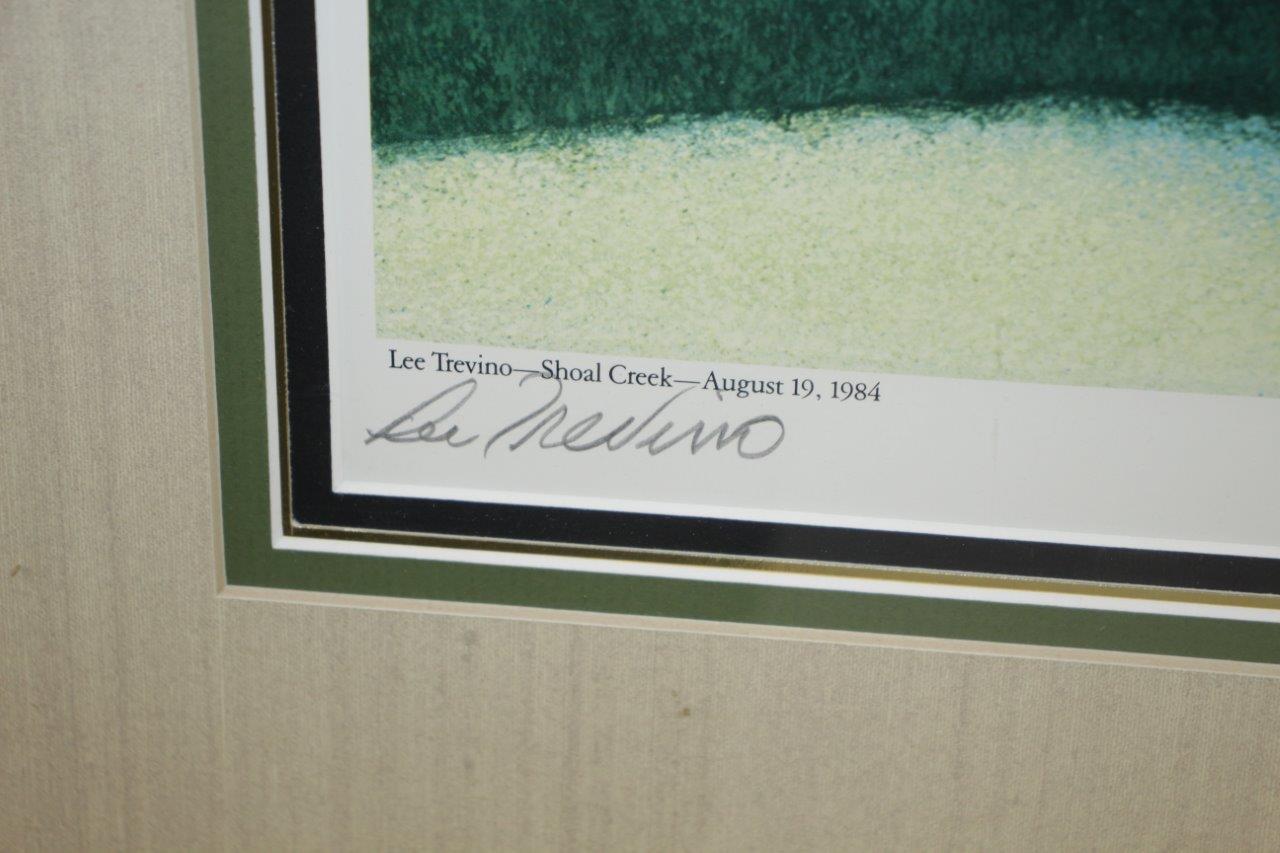 Lee Trevino—Shoal Creek—August 19, 1984
Lee Trevino